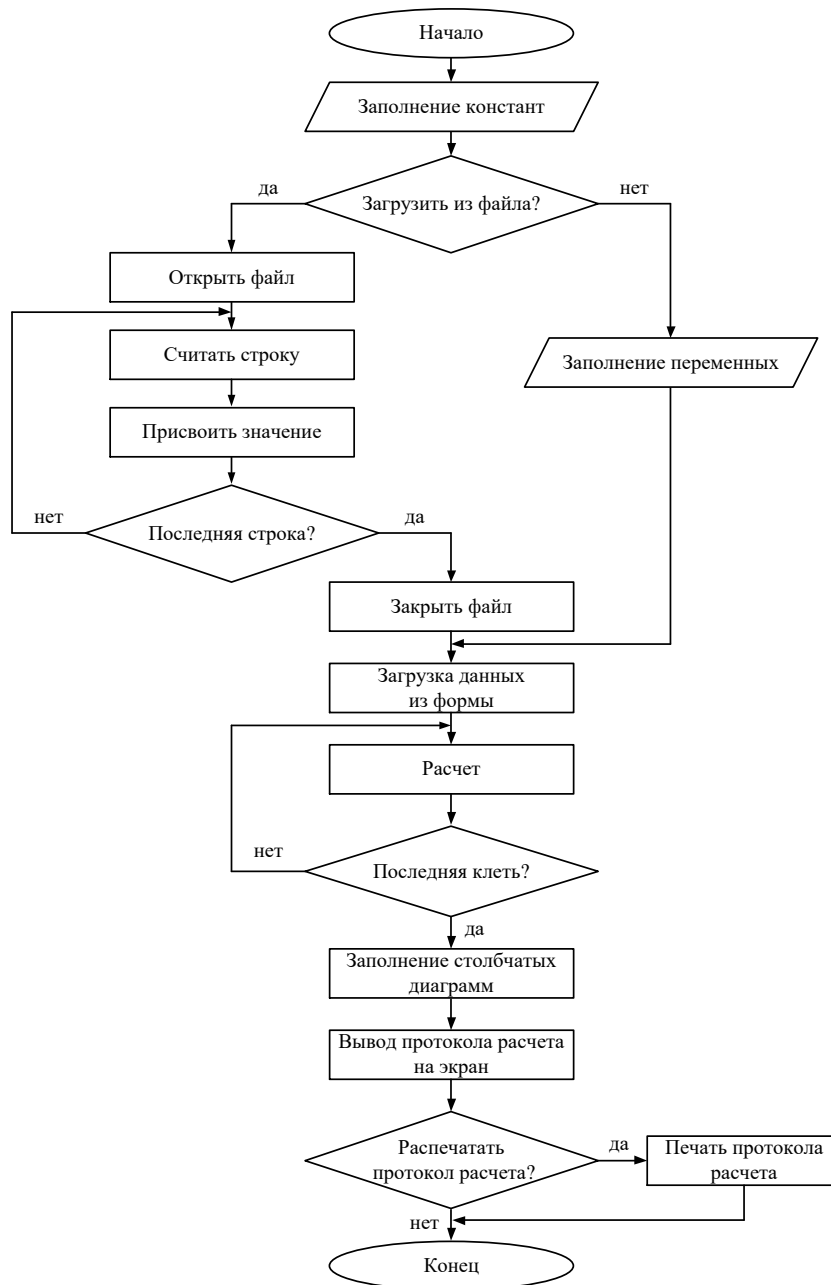 Начало
Заполнение констант
да
нет
Загрузить из файла?
Открыть файл
Считать строку
Заполнение переменных
Присвоить значение
нет
да
Последняя строка?
Закрыть файл
Загрузка данных
из формы
Расчет
нет
Последняя клеть?
да
Заполнение столбчатых
диаграмм
Вывод протокола расчета
на экран
Распечатать
протокол расчета?
да
Печать протокола
расчета
нет
Конец